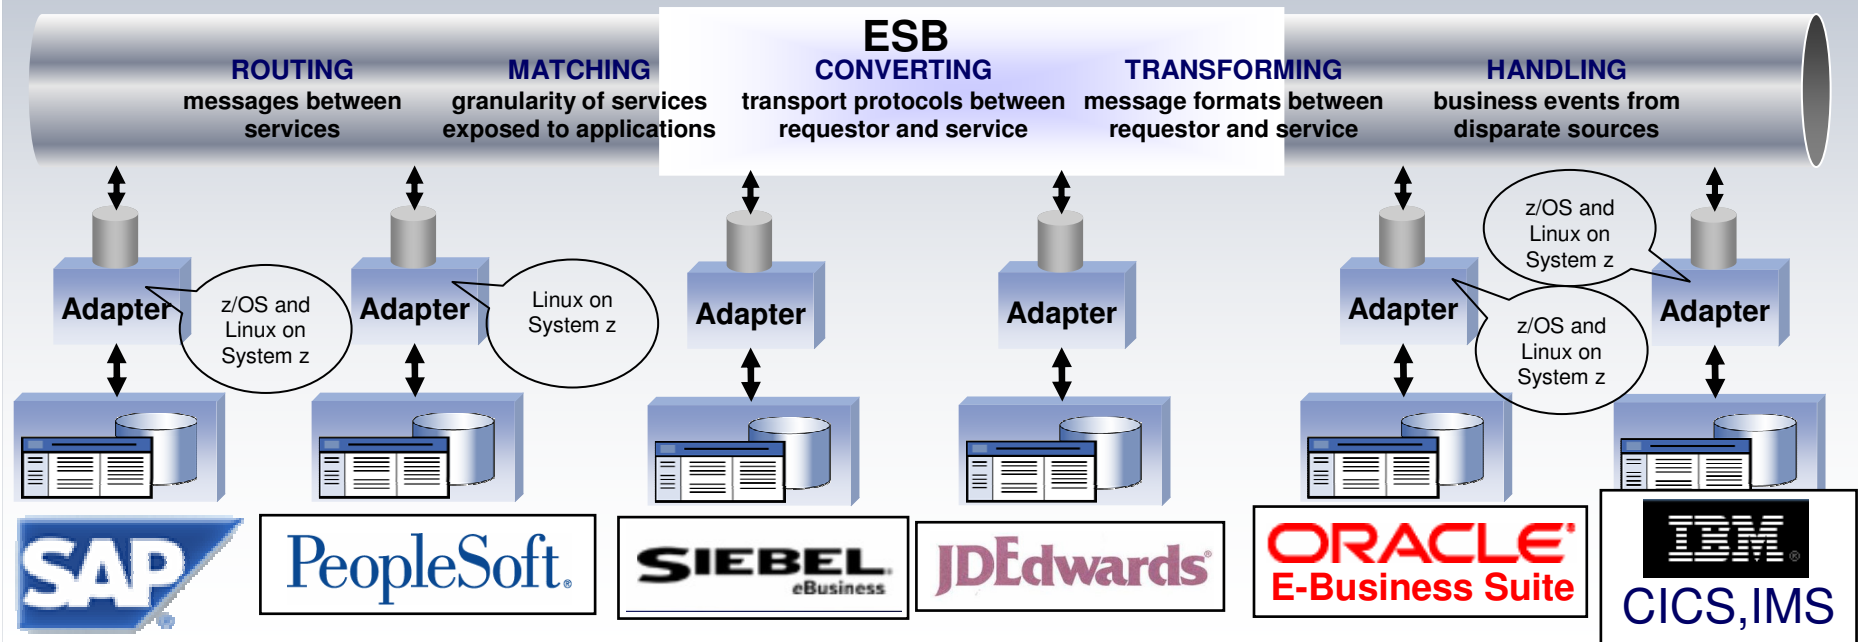 ESB
ROUTING
messages between
services
MATCHING
granularity of services
exposed to applications
CONVERTING
transport protocols between
requestor and service
TRANSFORMING
message formats between
requestor and service
HANDLING
business events from
disparate sources
Adapter
z/OS and
Linux on
System z
Adapter
Linux on
System z
Adapter
Adapter
Adapter
z/OS and
Linux on
System z
Adapter
z/OS and
Linux on
System z
SAP
PeopleSoft.
SIEBEL.
eBusiness
JDEdwards®
ORACLE®
E-Business Suite
IBM®
CICS,IMS